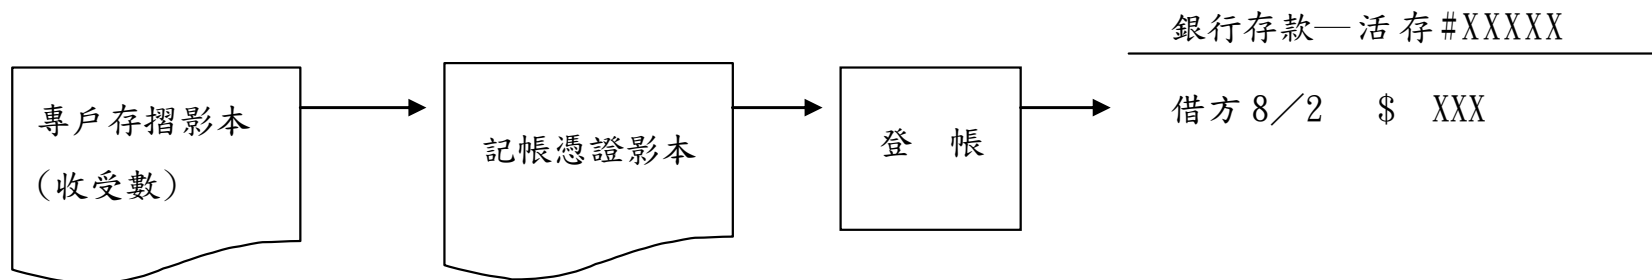 銀行存款—活存#XXXXX
專戶存摺影本
(收受數)
記帳憑證影本
登 帳
借方8／2 $ XXX